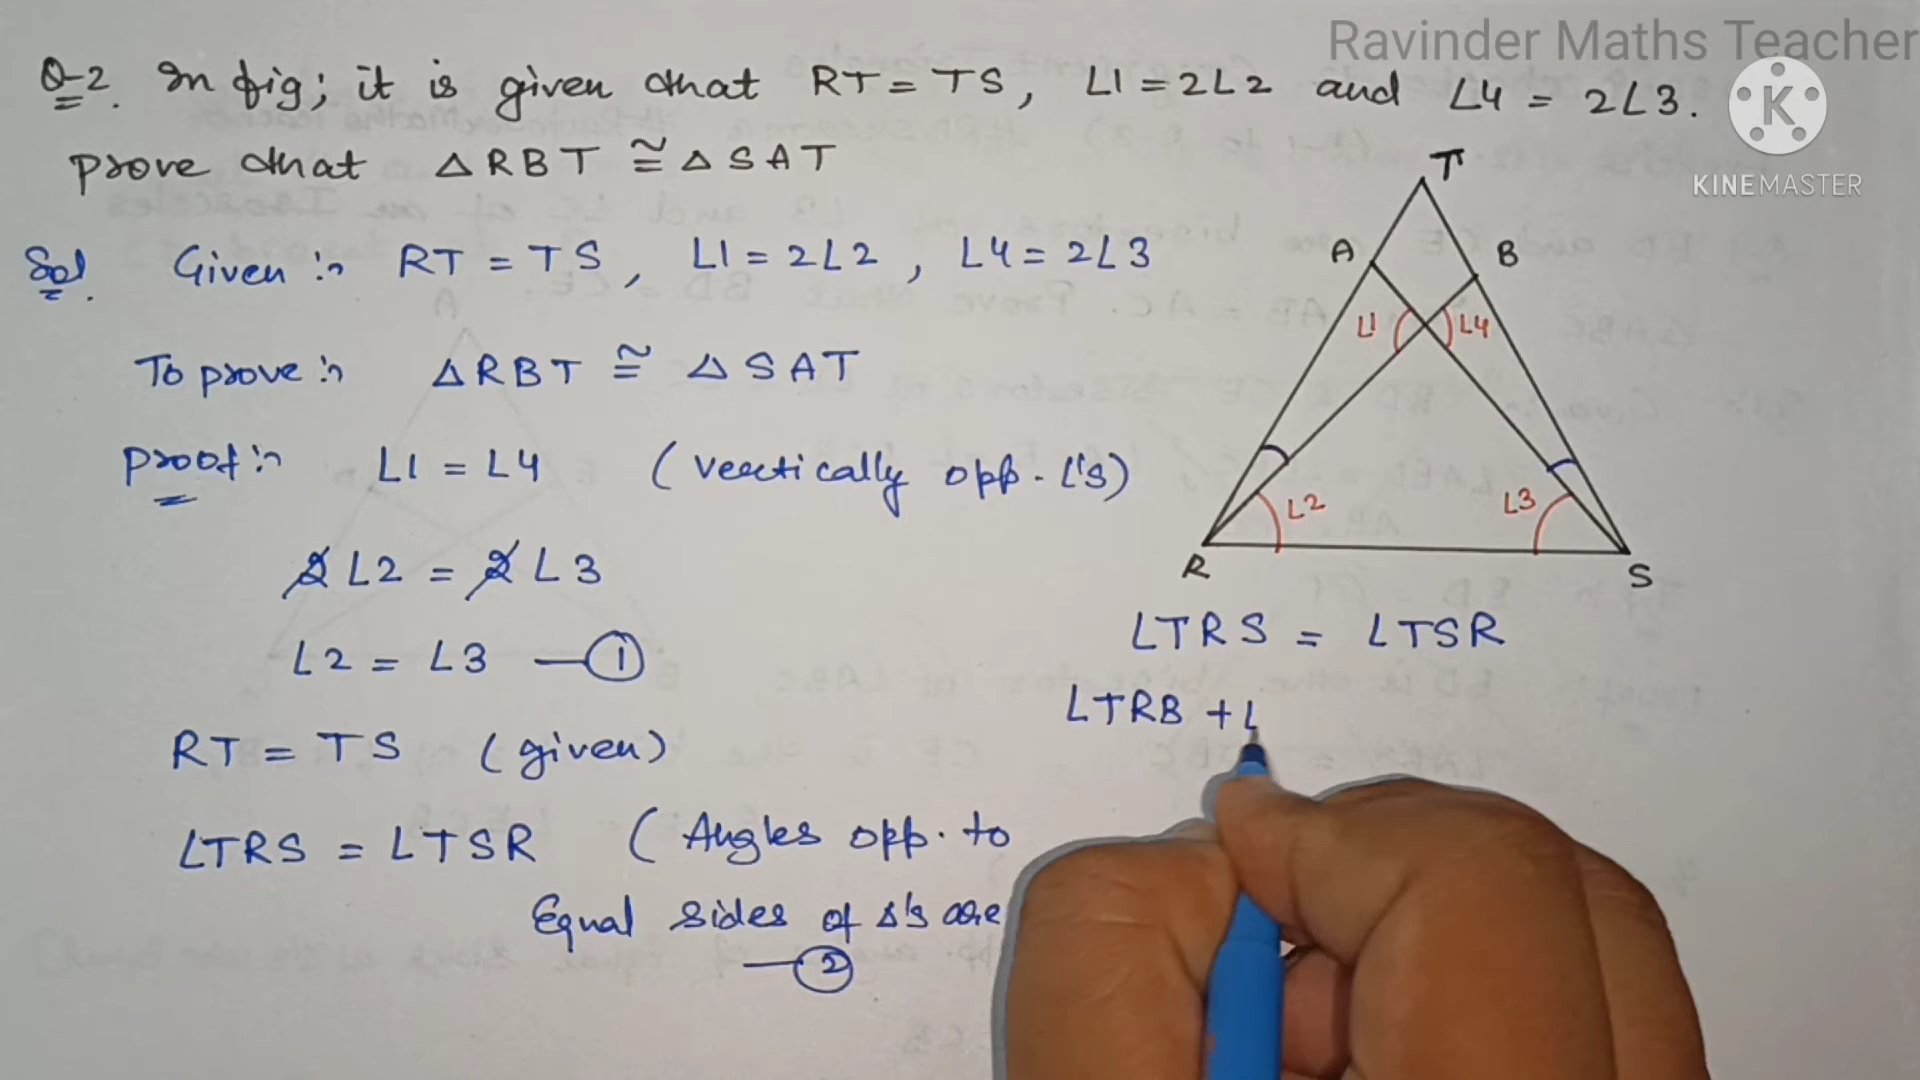 Ravinder Maths Teacher
K
KINEMASTER
Q-2. In fig; it is given that RT = TS, ∠1 = 2∠2 and ∠4 = 2∠3.
Prove that △RBT ≅ △SAT
Sol. Given :- RT = TS, ∠1 = 2∠2, ∠4 = 2∠3
To prove :- △RBT ≅ △SAT
Proof :- ∠1 = ∠4 (vertically opp. ∠'s)
2∠2 = 2∠3
∠2 = ∠3 —①
RT = TS (given)
∠TRS = ∠TSR (Angles opp. to
Equal sides of △'s are
—②
T
A B
∠1 ∠4
∠2 ∠3
R S
∠TRS = ∠TSR
∠TRB + ∠